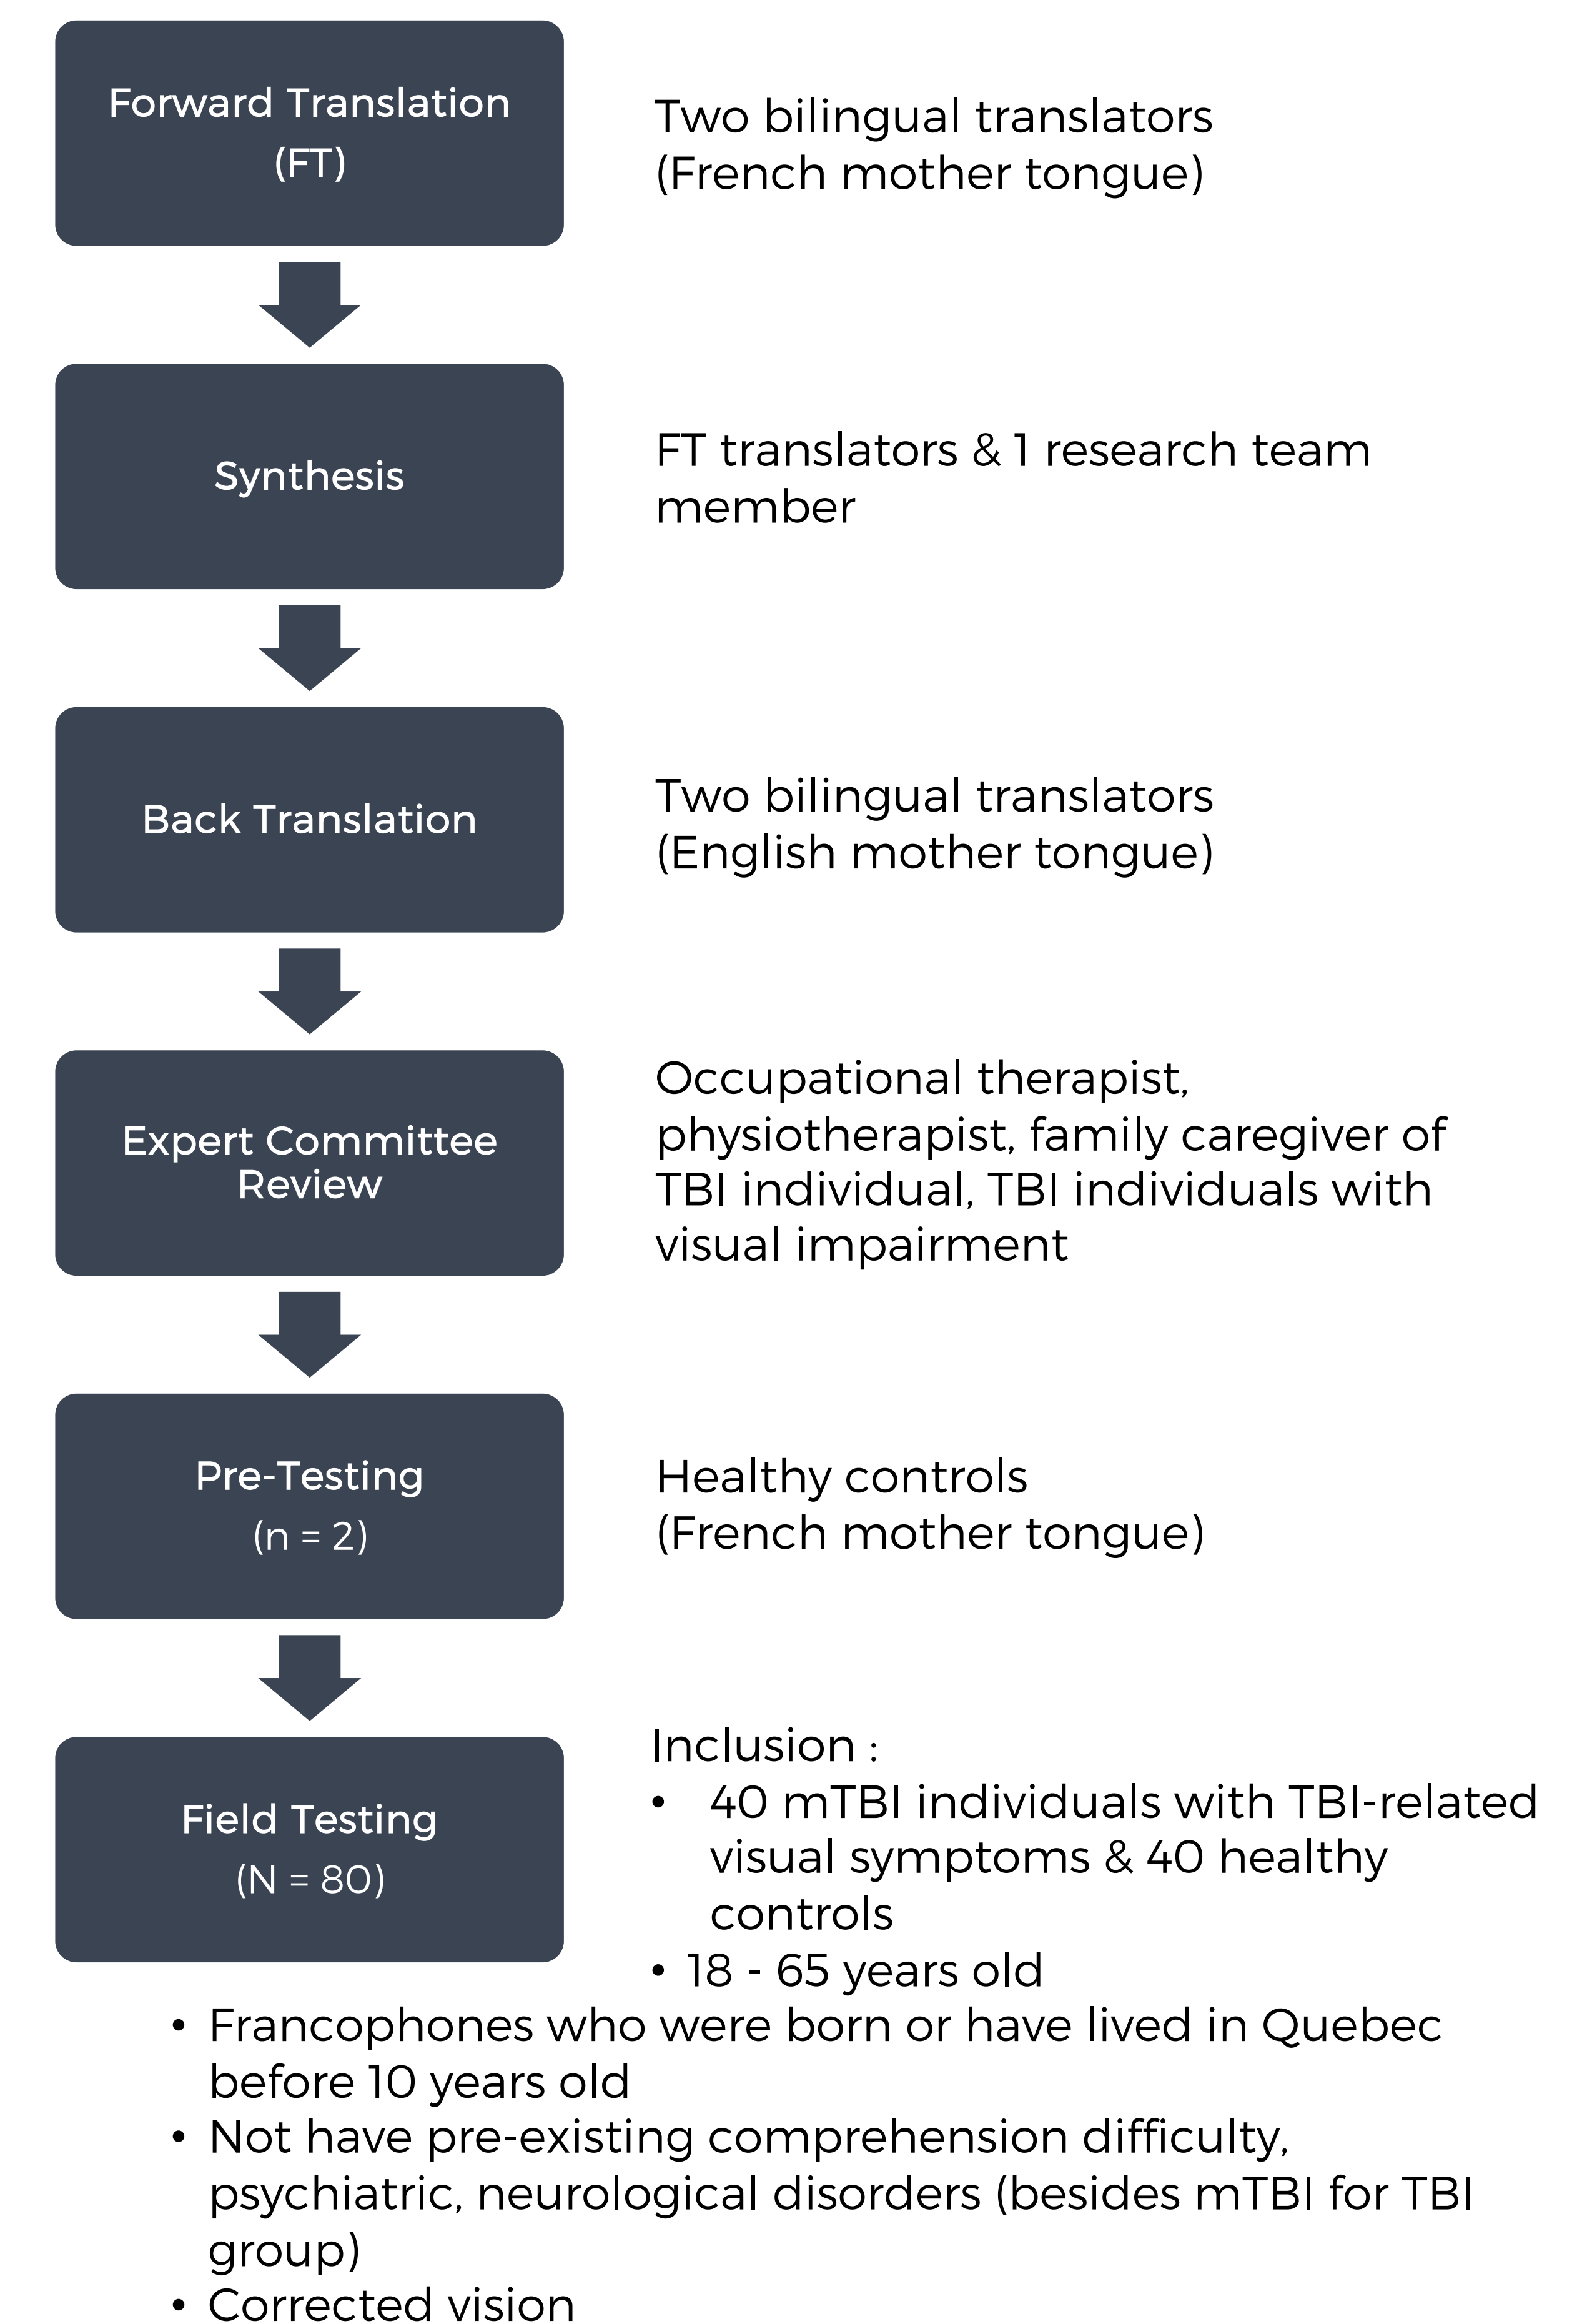 Forward Translation
(FT)
Two bilingual translators
(French mother tongue)
Synthesis
FT translators & 1 research team
member
Back Translation
Two bilingual translators
(English mother tongue)
Expert Committee
Review
Occupational therapist,
physiotherapist, family caregiver of
TBI individual, TBI individuals with
visual impairment
Pre-Testing
(n = 2)
Healthy controls
(French mother tongue)
Field Testing
(N = 80)
Inclusion :
• 40 mTBI individuals with TBI-related
visual symptoms & 40 healthy
controls
• 18 - 65 years old
• Francophones who were born or have lived in Quebec
before 10 years old
• Not have pre-existing comprehension difficulty,
psychiatric, neurological disorders (besides mTBI for TBI
group)
• Corrected vision